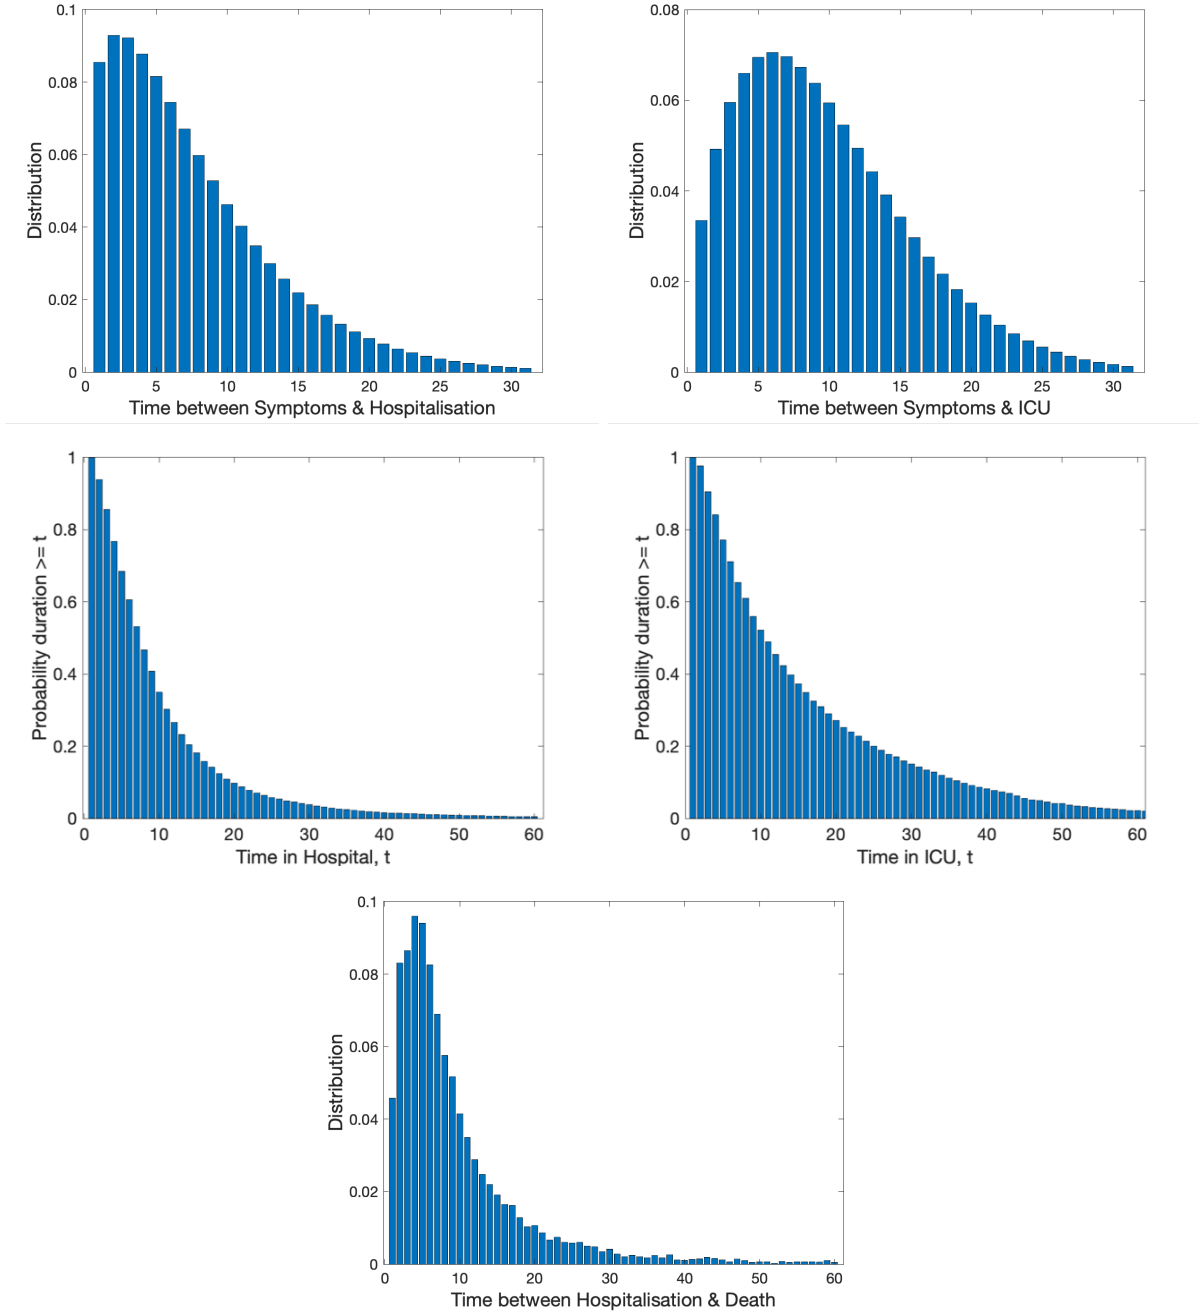 0.1
0.08
0.06
0.04
0.02
0
Distribution
0 5 10 15 20 25 30
Time between Symptoms & Hospitalisation
0.08
0.06
0.04
0.02
0
Distribution
0 5 10 15 20 25 30
Time between Symptoms & ICU
1
0.8
0.6
0.4
0.2
0
Probability duration >= t
0 10 20 30 40 50 60
Time in Hospital, t
1
0.8
0.6
0.4
0.2
0
Probability duration >= t
0 10 20 30 40 50 60
Time in ICU, t
0.1
0.08
0.06
0.04
0.02
0
Distribution
0 10 20 30 40 50 60
Time between Hospitalisation & Death